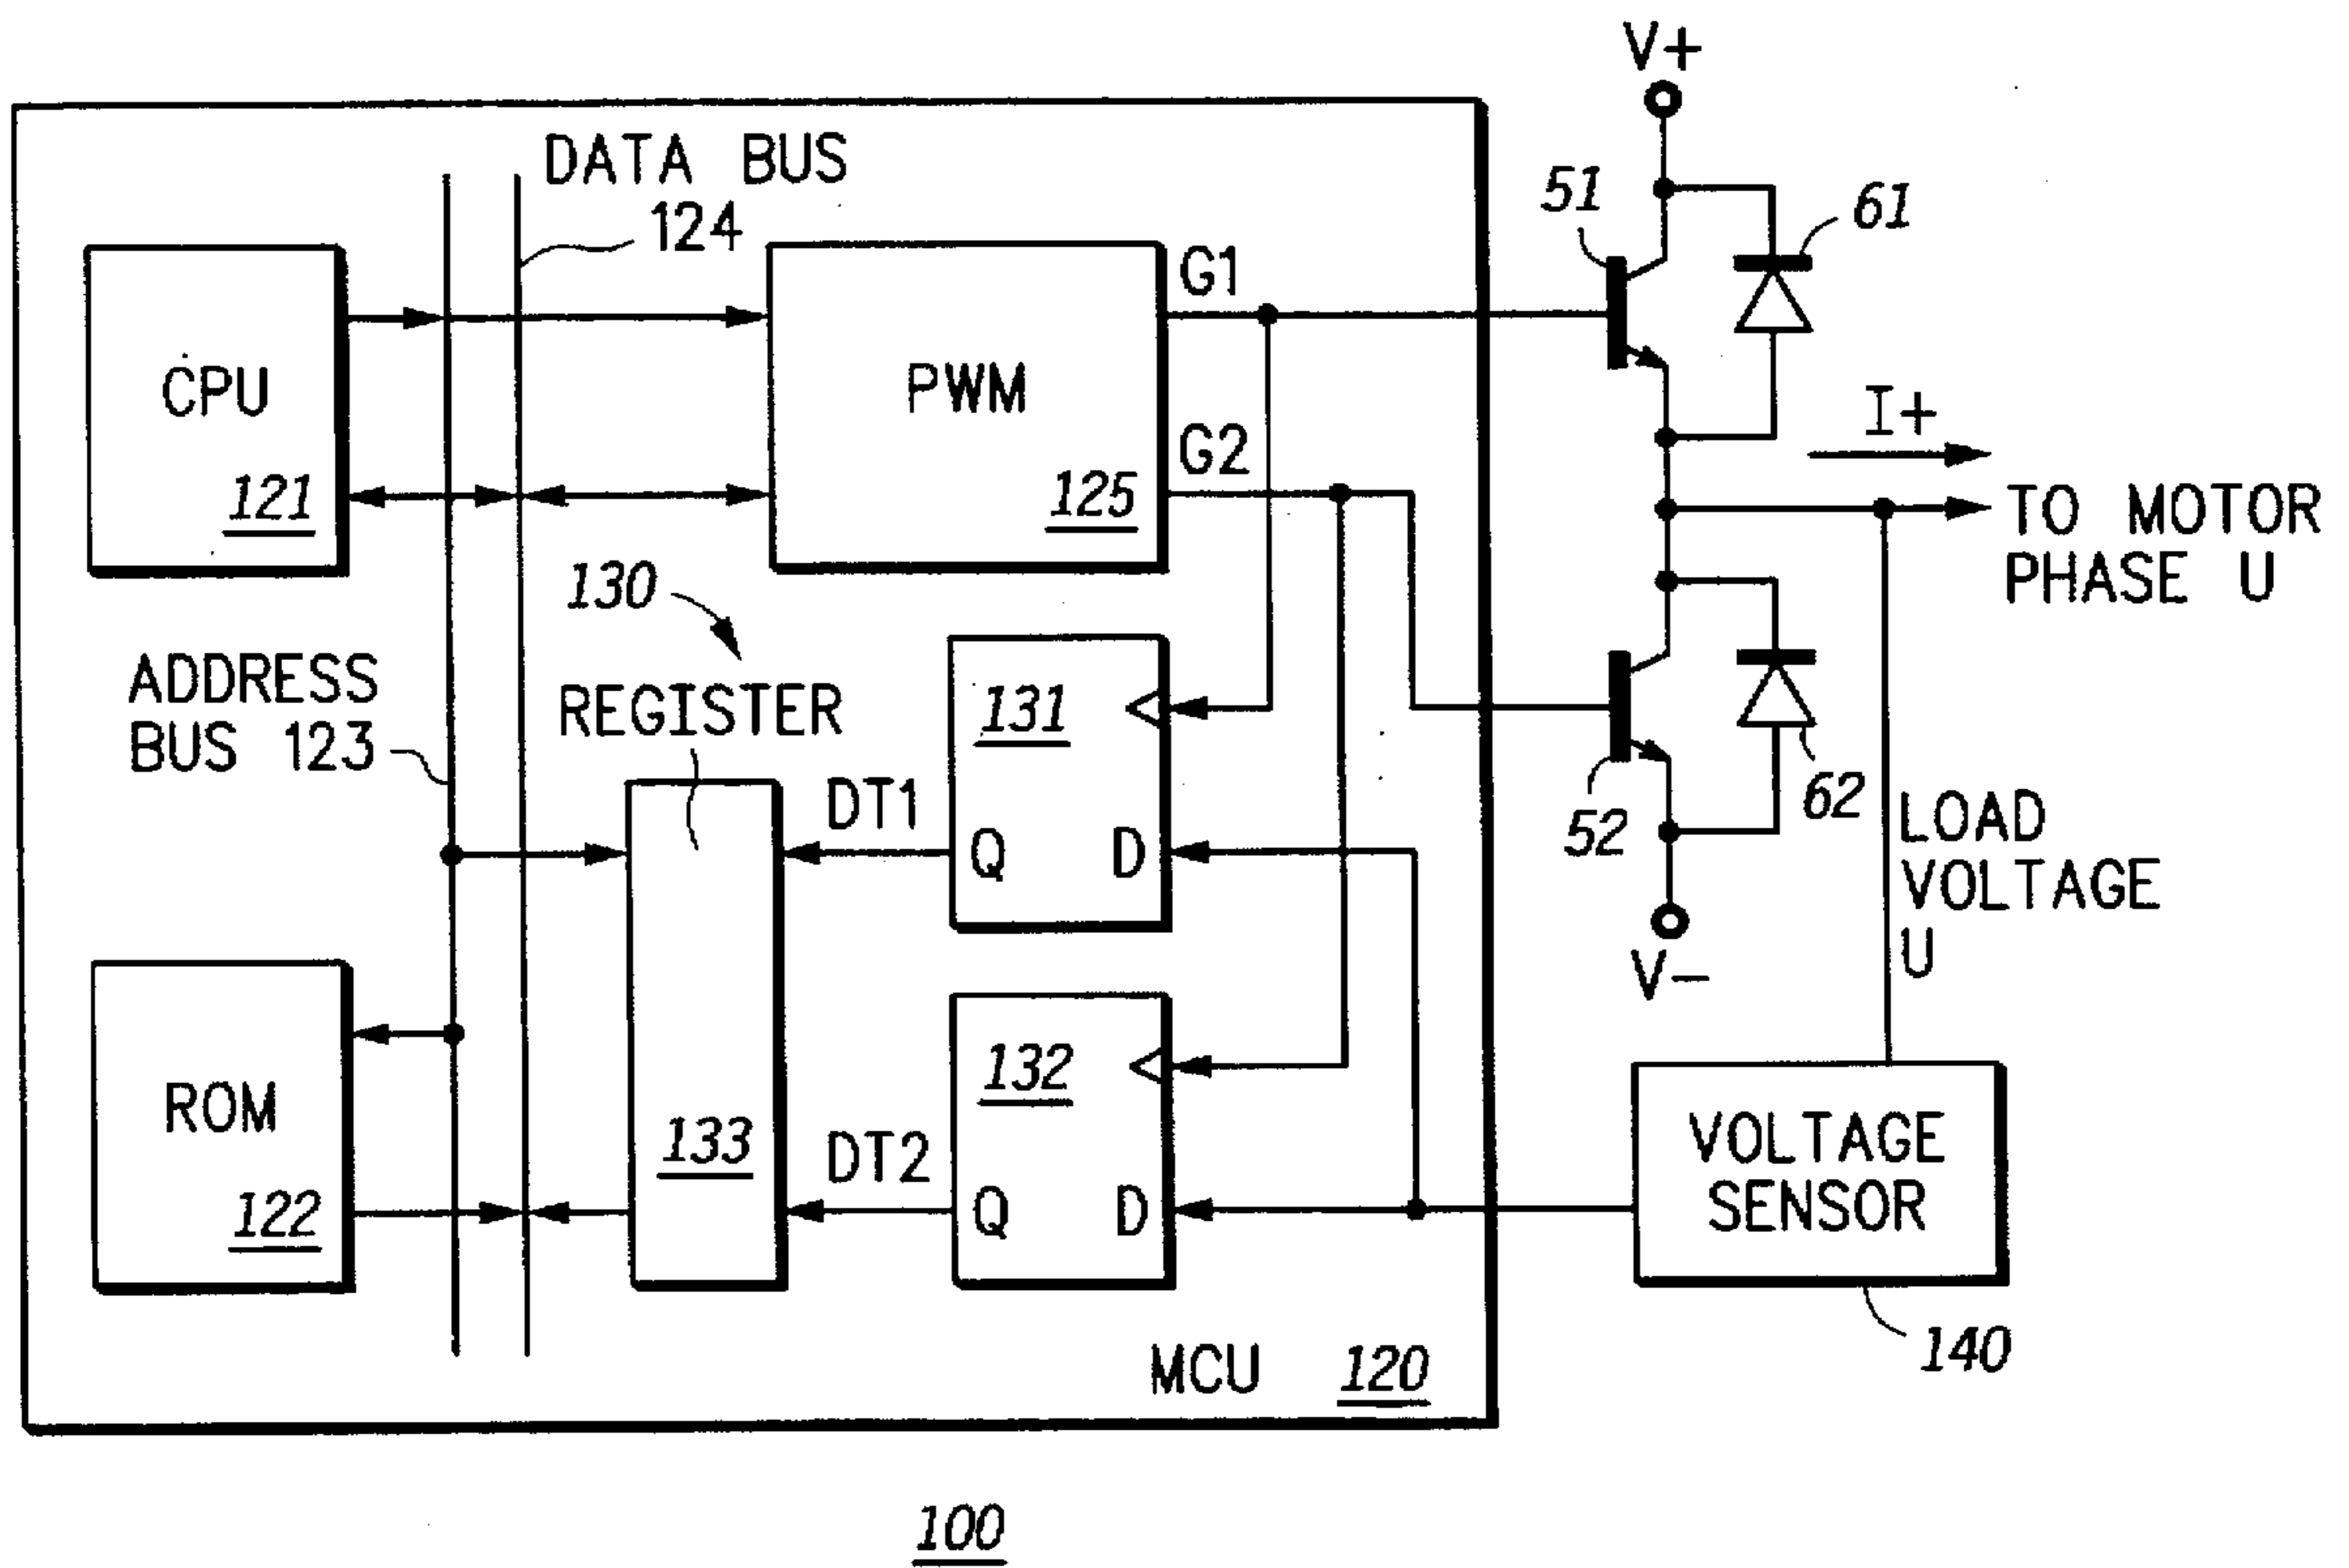 V+
DATA BUS
124
51
61
G1
CPU
121
PWM
125
G2
I+
TO MOTOR
PHASE U
130
ADDRESS
BUS 123
REGISTER
131
DT1
Q
D
52
62
LOAD
VOLTAGE
U
V-
ROM
122
133
132
DT2
Q
D
VOLTAGE
SENSOR
140
MCU 120
100